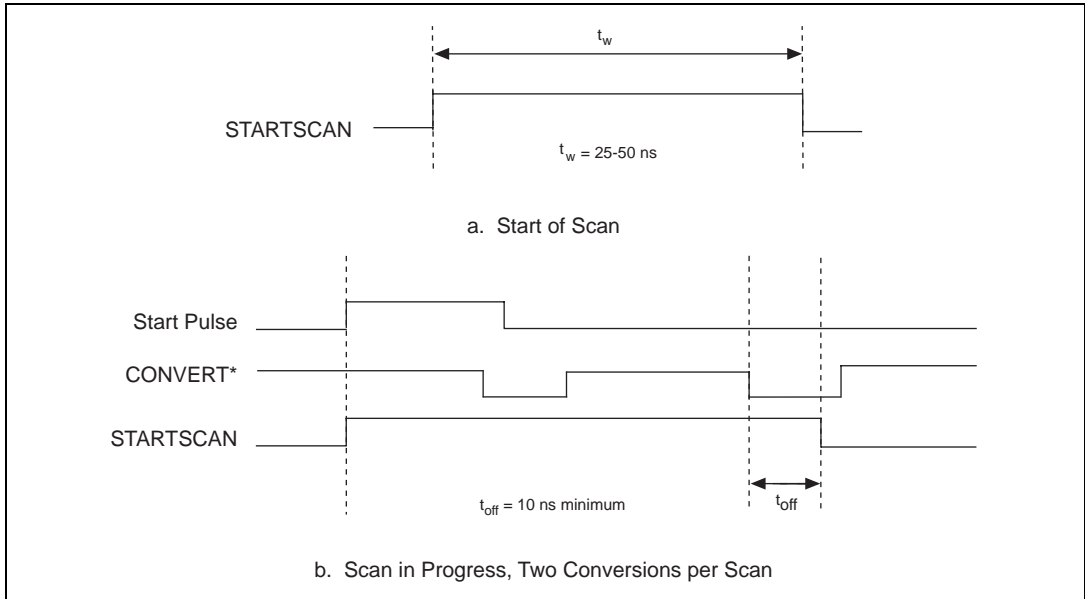 t_w
STARTSCAN
t_w = 25-50 ns
a. Start of Scan
Start Pulse
CONVERT*
STARTSCAN
t_off = 10 ns minimum
t_off
b. Scan in Progress, Two Conversions per Scan